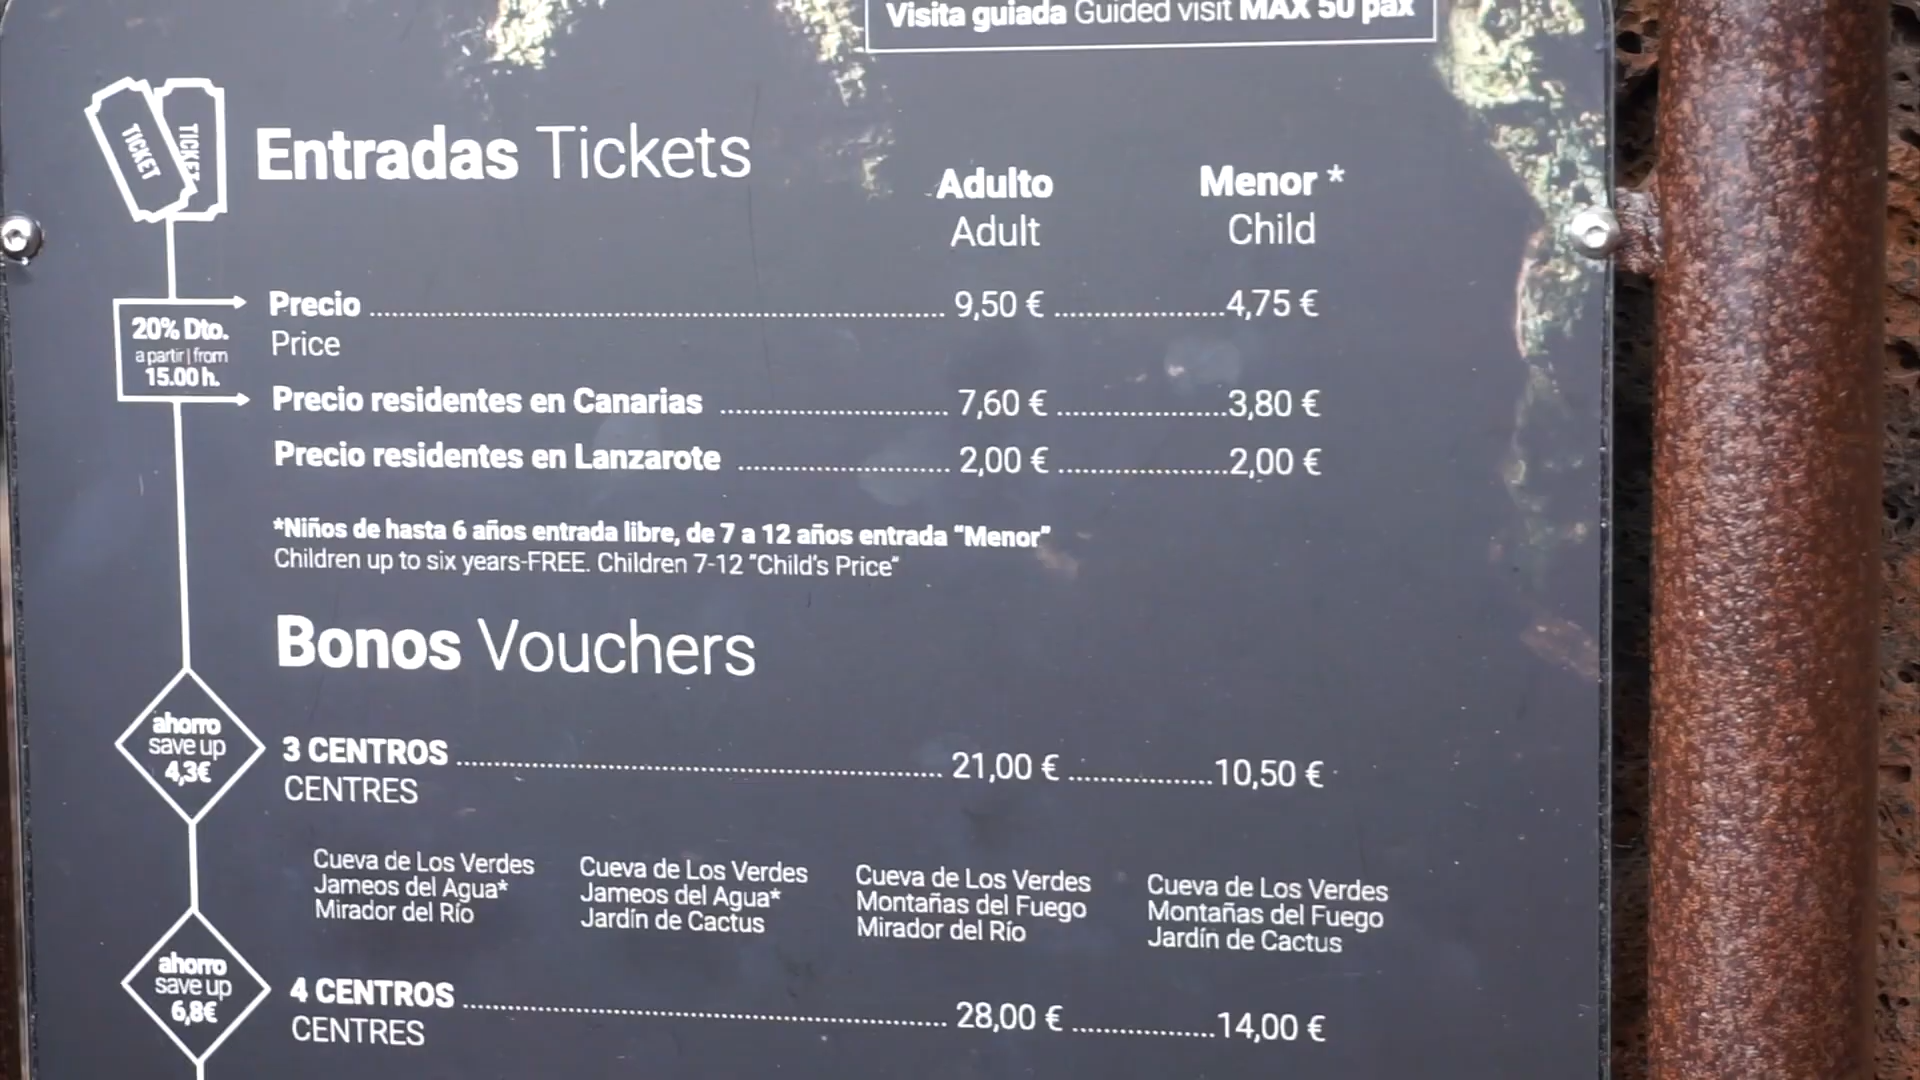 Visita guiada Guided visit MAX 50 pax
TICKET TICKET
Entradas Tickets
Adulto Menor *
Adult Child
Precio ........ 9,50 € ........ 4,75 €
Price
20% Dto.
a partir | from
15.00 h.
Precio residentes en Canarias ........ 7,60 € ........ 3,80 €
Precio residentes en Lanzarote ........ 2,00 € ........ 2,00 €
*Niños de hasta 6 años entrada libre, de 7 a 12 años entrada "Menor"
Children up to six years-FREE. Children 7-12 "Child's Price"
Bonos Vouchers
ahorro
save up
4,3€
3 CENTROS ........ 21,00 € ........ 10,50 €
CENTRES
Cueva de Los Verdes
Jameos del Agua*
Mirador del Río
Cueva de Los Verdes
Jameos del Agua*
Jardín de Cactus
Cueva de Los Verdes
Montañas del Fuego
Mirador del Río
Cueva de Los Verdes
Montañas del Fuego
Jardín de Cactus
ahorro
save up
6,8€
4 CENTROS ........ 28,00 € ........ 14,00 €
CENTRES